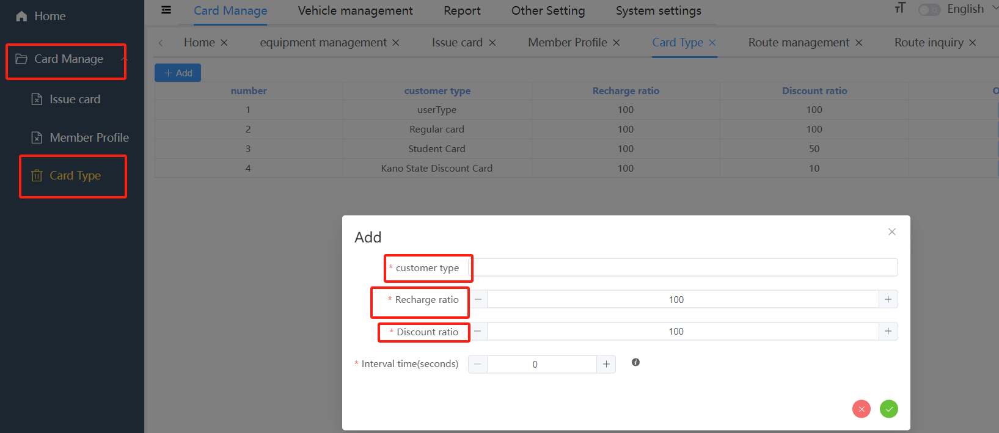 Home
Card Manage
Issue card
Member Profile
Card Type
Card Manage Vehicle management Report Other Setting System settings English
Home equipment management Issue card Member Profile Card Type Route management Route inquiry
+ Add
number customer type Recharge ratio Discount ratio
1 userType 100 100
2 Regular card 100 100
3 Student Card 100 50
4 Kano State Discount Card 100 10
Add
* customer type
* Recharge ratio 100
* Discount ratio 100
* Interval time(seconds) 0